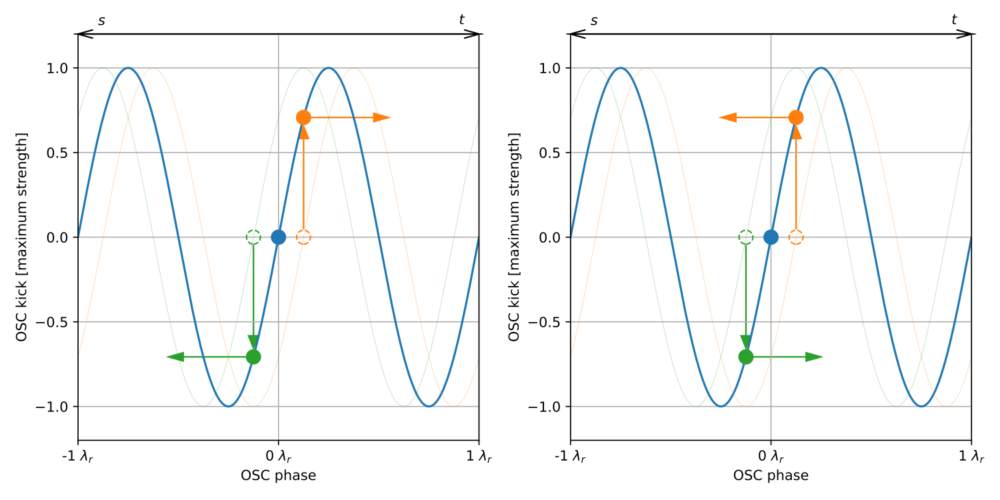 s t
1.0
0.5
0.0
−0.5
−1.0
OSC kick [maximum strength]
-1 λr 0 λr 1 λr
OSC phase
s t
1.0
0.5
0.0
−0.5
−1.0
OSC kick [maximum strength]
-1 λr 0 λr 1 λr
OSC phase